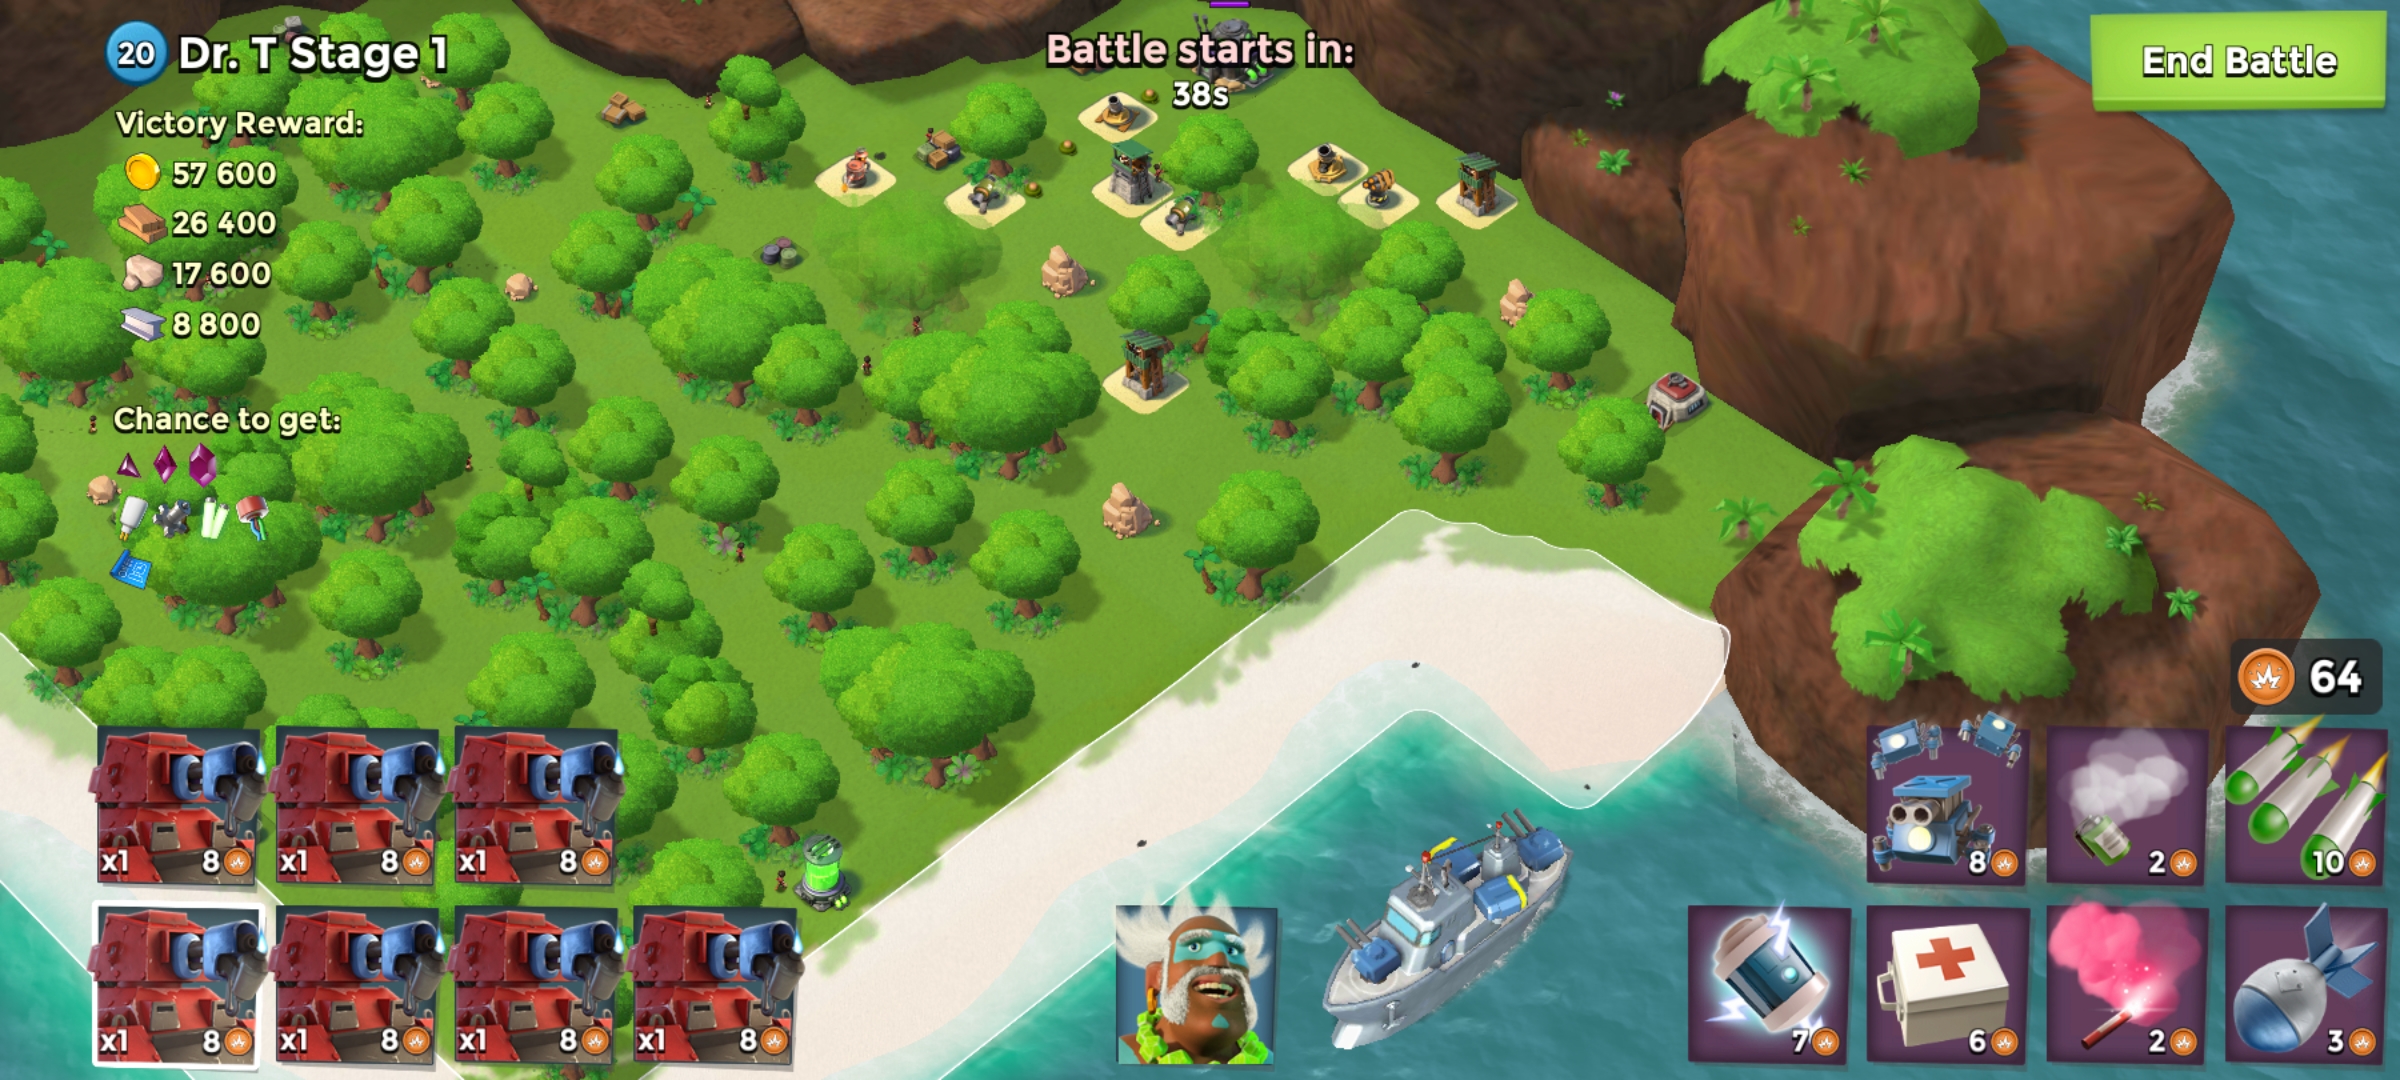 20 Dr. T Stage 1
Victory Reward:
57 600
26 400
17 600
8 800
Chance to get:
Battle starts in:
38s
End Battle
64
x1 8
x1 8
x1 8
8
2
10
x1 8
x1 8
x1 8
x1 8
7
6
2
3